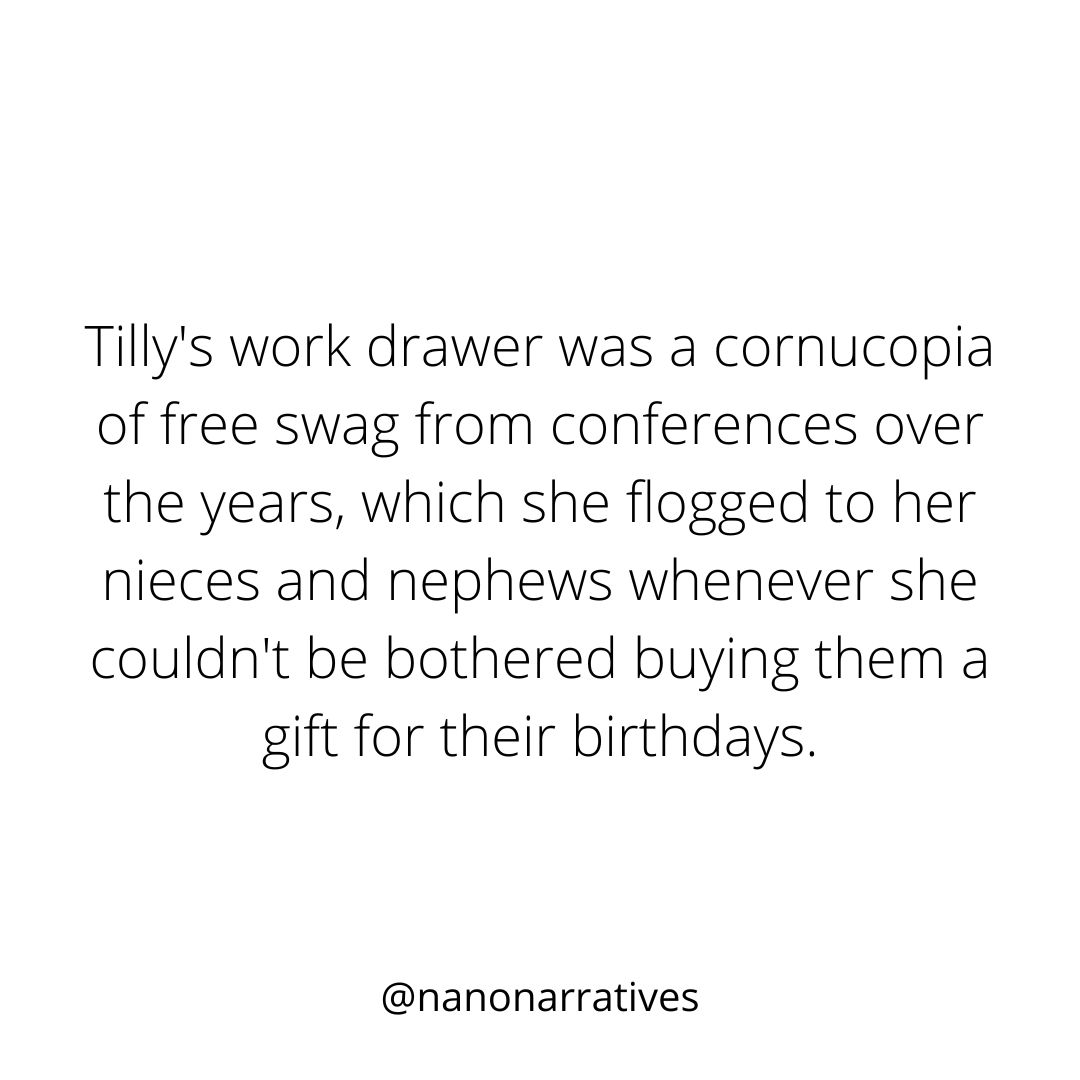 Tilly's work drawer was a cornucopia
of free swag from conferences over
the years, which she flogged to her
nieces and nephews whenever she
couldn't be bothered buying them a
gift for their birthdays.
@nanonarratives